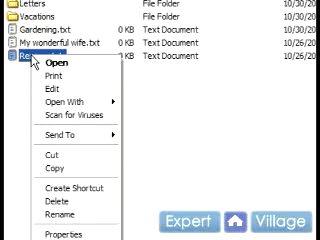 Letters File Folder 10/30/20
Vacations File Folder 10/30/20
Gardening.txt 0 KB Text Document 10/30/20
My wonderful wife.txt 0 KB Text Document 10/26/20
0 KB Text Document 10/26/20
Open
Print
Edit
Open With
Scan for Viruses
Send To
Cut
Copy
Create Shortcut
Delete
Rename
Properties
Expert Village